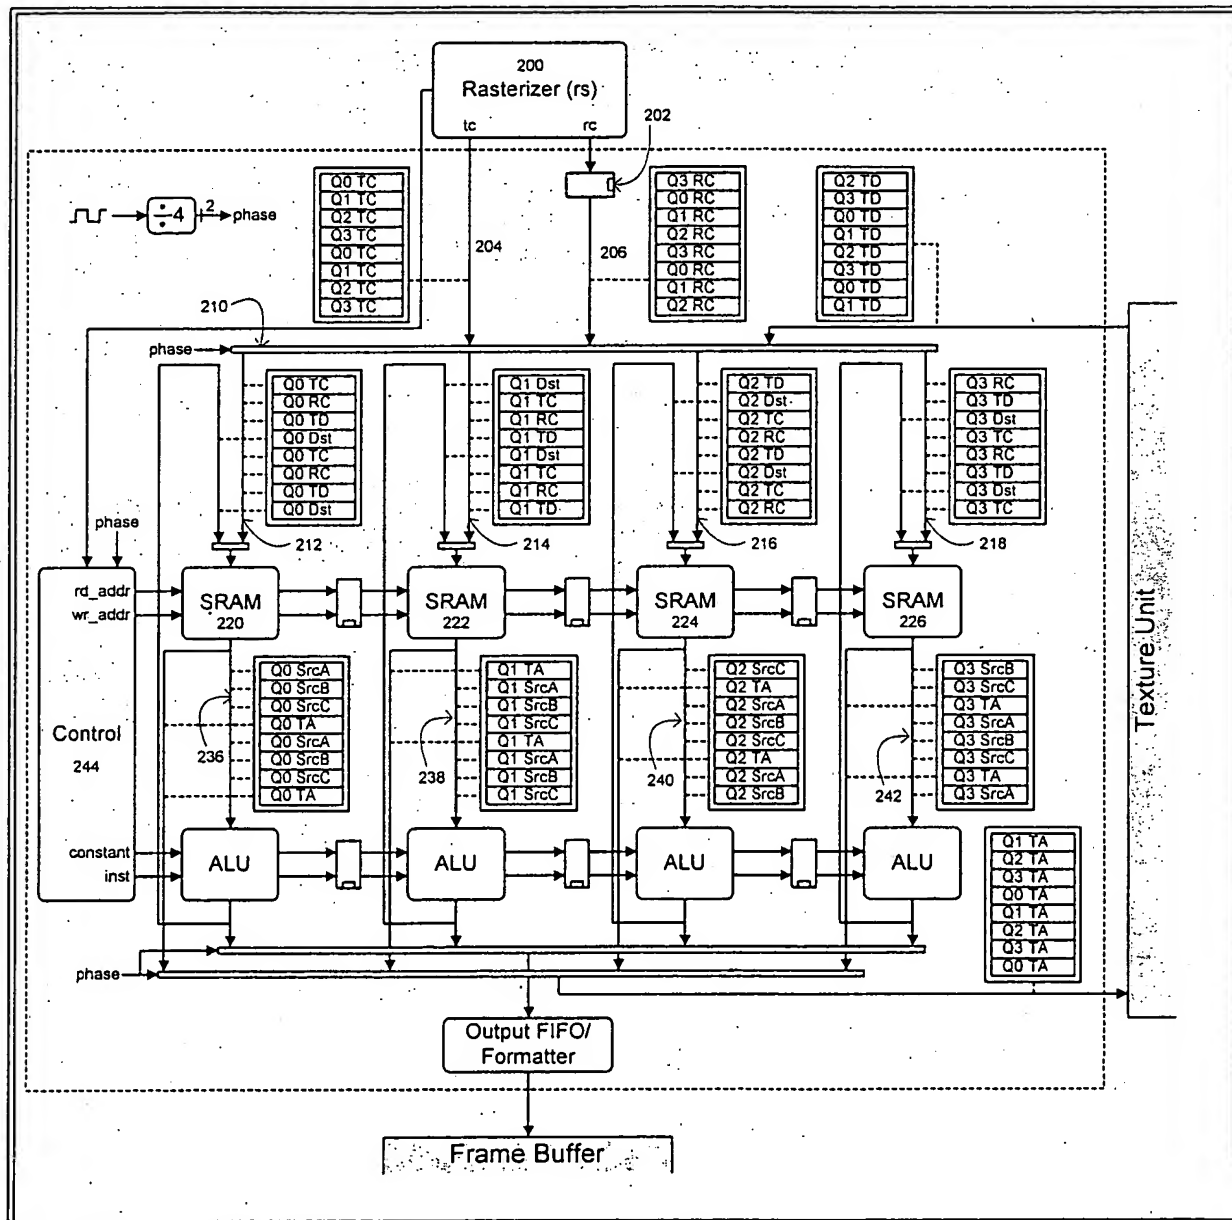 200
Rasterizer (rs)
tc
rc
202
÷4
2
phase
Q0 TC
Q1 TC
Q2 TC
Q3 TC
Q0 TC
Q1 TC
Q2 TC
Q3 TC
204
206
Q3 RC
Q0 RC
Q1 RC
Q2 RC
Q3 RC
Q0 RC
Q1 RC
Q2 RC
Q2 TD
Q3 TD
Q0 TD
Q1 TD
Q2 TD
Q3 TD
Q0 TD
Q1 TD
210
phase
Q0 TC
Q0 RC
Q0 TD
Q0 Dst
Q0 TC
Q0 RC
Q0 TD
Q0 Dst
Q1 Dst
Q1 TC
Q1 RC
Q1 TD
Q1 Dst
Q1 TC
Q1 RC
Q1 TD
Q2 TD
Q2 Dst
Q2 TC
Q2 RC
Q2 TD
Q2 Dst
Q2 TC
Q2 RC
Q3 RC
Q3 TD
Q3 Dst
Q3 TC
Q3 RC
Q3 TD
Q3 Dst
Q3 TC
phase
212
214
216
218
rd_addr
wr_addr
SRAM
220
SRAM
222
SRAM
224
SRAM
226
Texture Unit
Control
244
Q0 SrcA
Q0 SrcB
Q0 SrcC
Q0 TA
Q0 SrcA
Q0 SrcB
Q0 SrcC
Q0 TA
236
Q1 TA
Q1 SrcA
Q1 SrcB
Q1 SrcC
Q1 TA
Q1 SrcA
Q1 SrcB
Q1 SrcC
238
Q2 SrcC
Q2 TA
Q2 SrcA
Q2 SrcB
Q2 SrcC
Q2 TA
Q2 SrcA
Q2 SrcB
240
Q3 SrcB
Q3 SrcC
Q3 TA
Q3 SrcA
Q3 SrcB
Q3 SrcC
Q3 TA
Q3 SrcA
242
constant
inst
ALU
ALU
ALU
ALU
Q1 TA
Q2 TA
Q3 TA
Q0 TA
Q1 TA
Q2 TA
Q3 TA
Q0 TA
phase
Output FIFO/
Formatter
Frame Buffer